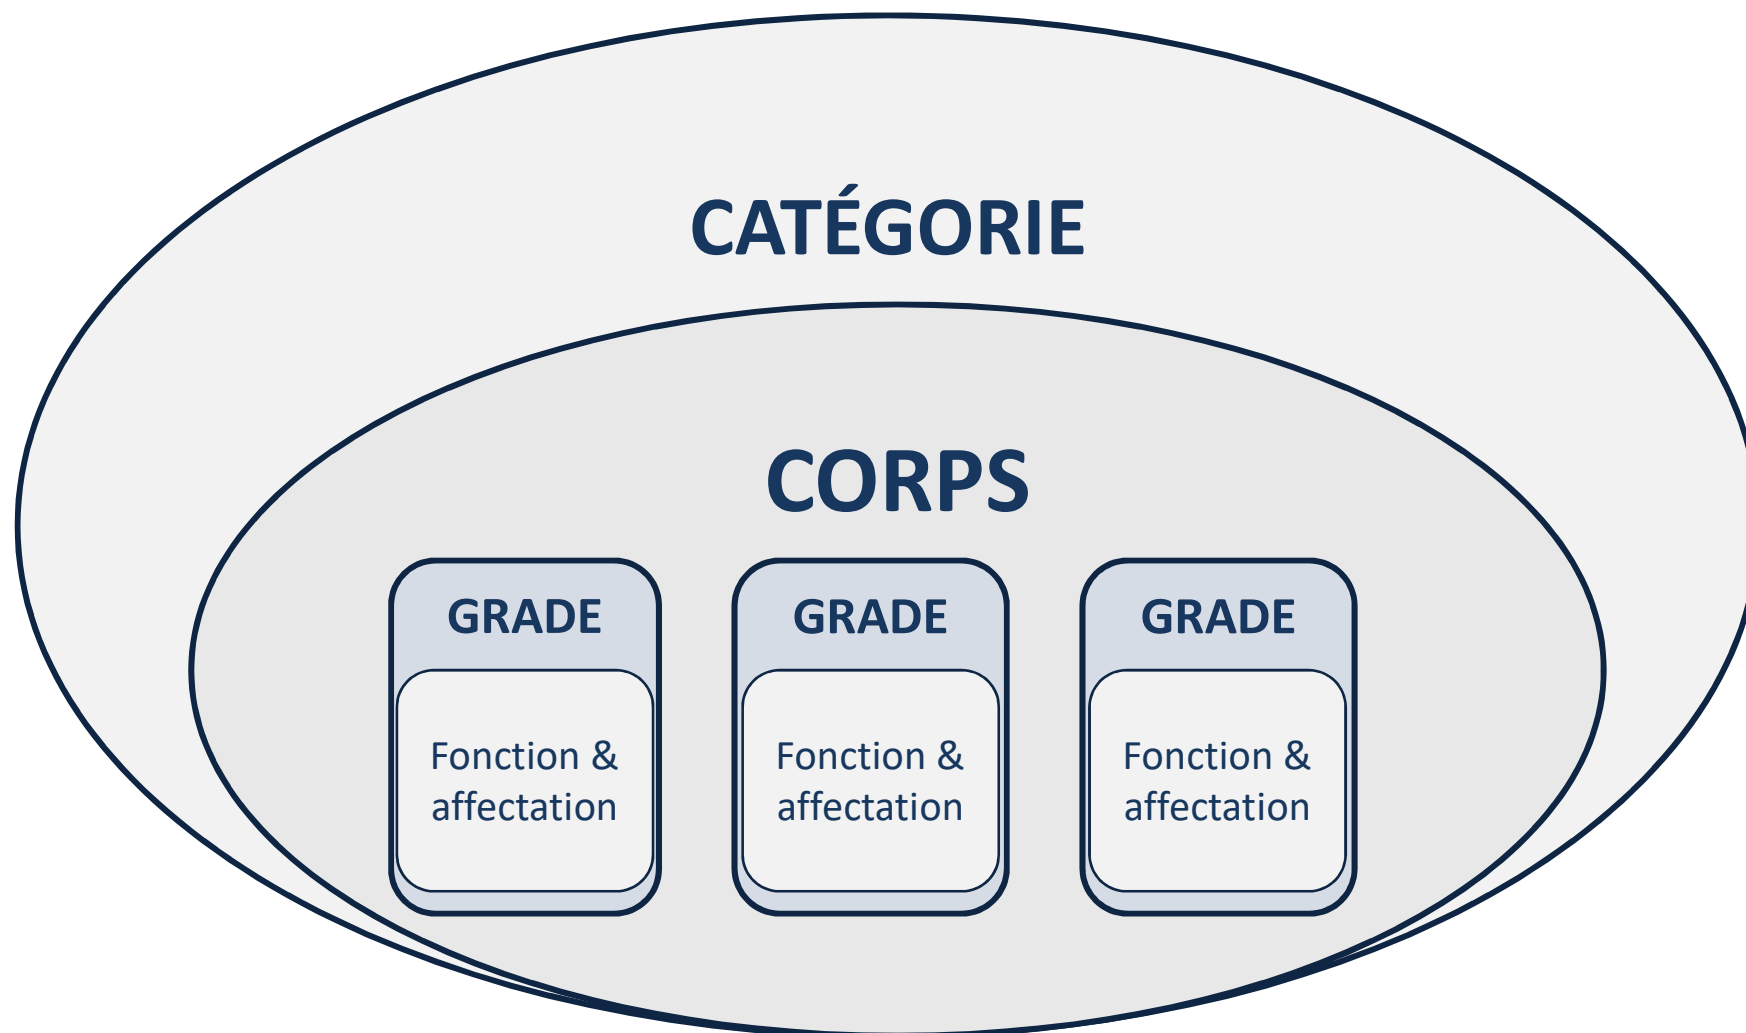 CATÉGORIE
CORPS
GRADE
Fonction &
affectation
GRADE
Fonction &
affectation
GRADE
Fonction &
affectation